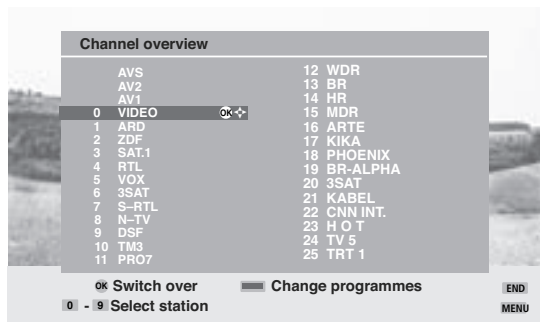 Channel overview
AVS
AV2
AV1
0 VIDEO OK
1 ARD
2 ZDF
3 SAT.1
4 RTL
5 VOX
6 3SAT
7 S–RTL
8 N–TV
9 DSF
10 TM3
11 PRO7
12 WDR
13 BR
14 HR
15 MDR
16 ARTE
17 KIKA
18 PHOENIX
19 BR-ALPHA
20 3SAT
21 KABEL
22 CNN INT.
23 H O T
24 TV 5
25 TRT 1
OK Switch over Change programmes END
0 - 9 Select station MENU